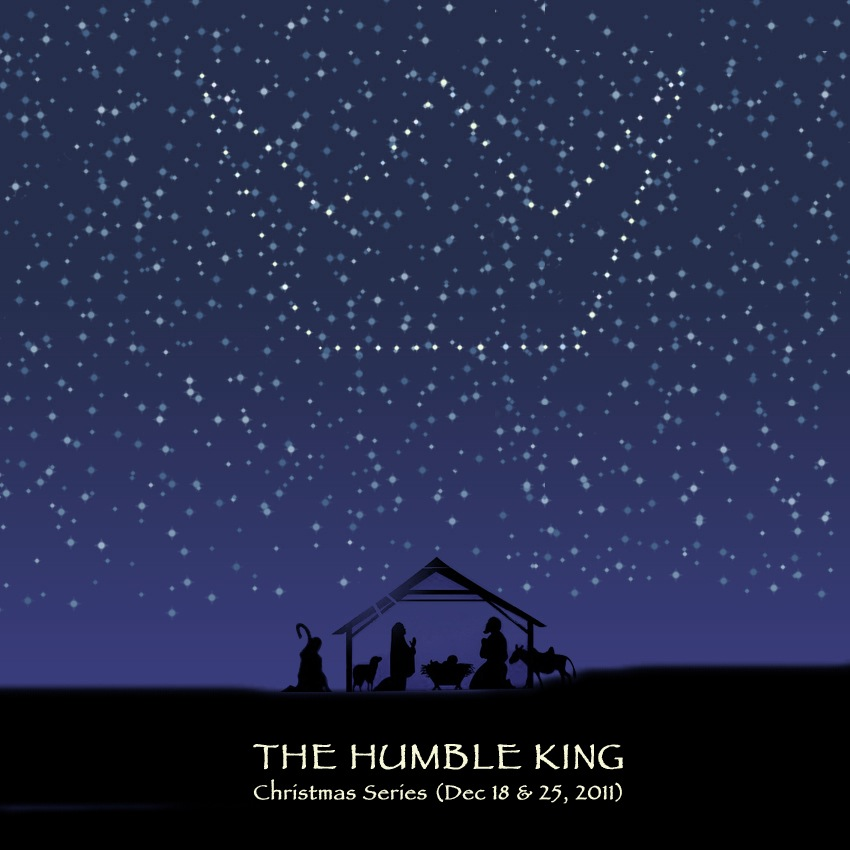 THE HUMBLE KING
Christmas Series (Dec 18 & 25, 2011)